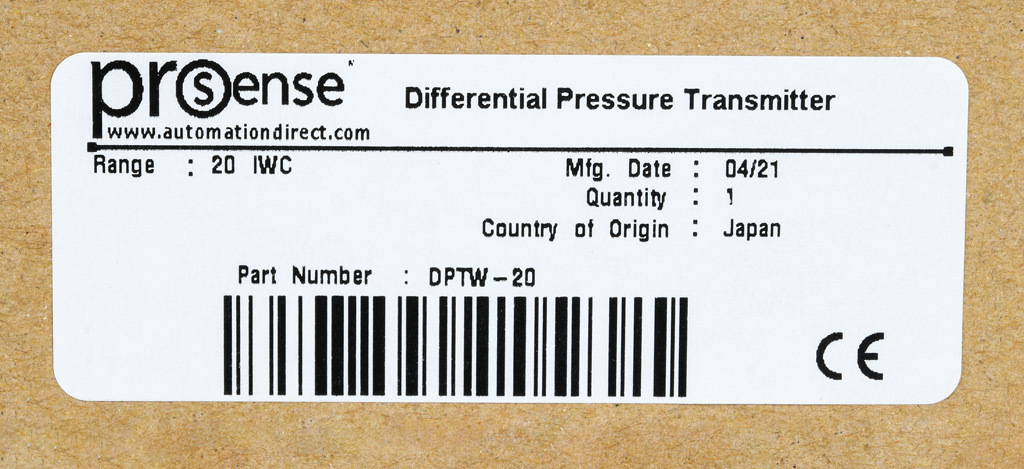 prosense
Differential Pressure Transmitter
www.automationdirect.com
Range : 20 IWC
Mfg. Date : 04/21
Quantity : 1
Country of Origin : Japan
Part Number : DPTW-20
CE